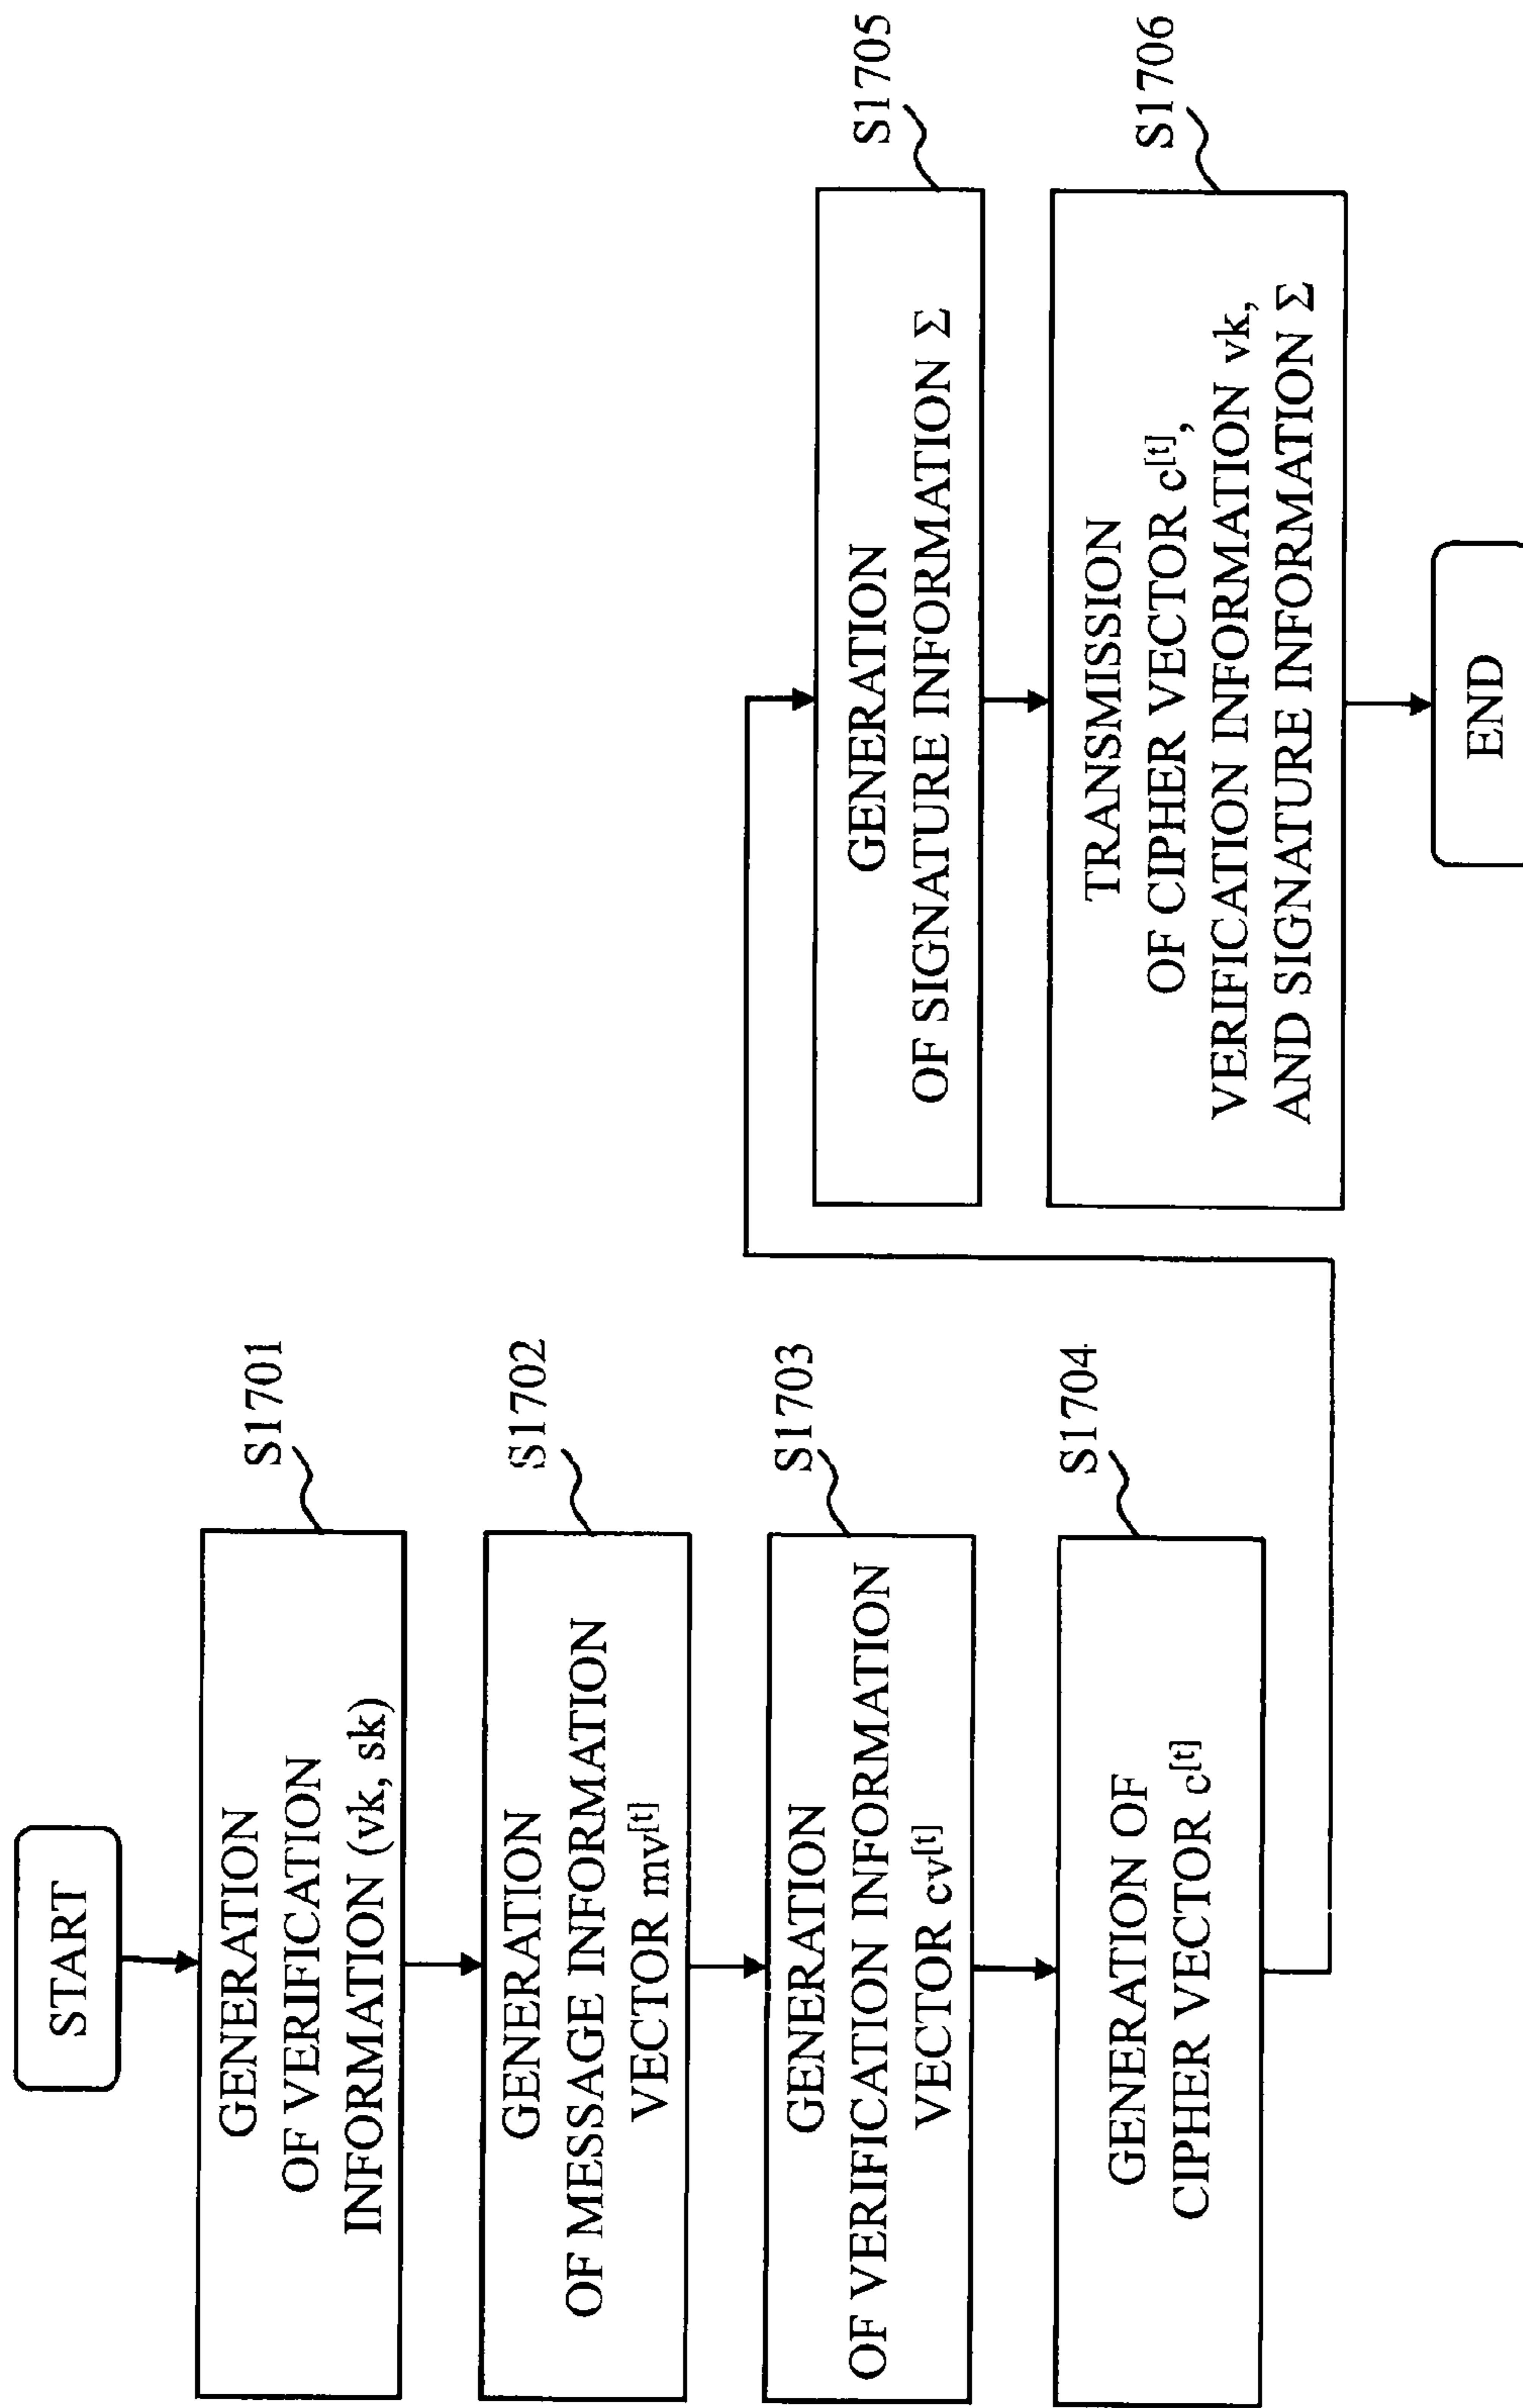 START
GENERATION
OF VERIFICATION
INFORMATION (vk, sk)
S1701
GENERATION
OF MESSAGE INFORMATION
VECTOR mv[t]
S1702
GENERATION
OF VERIFICATION INFORMATION
VECTOR cv[t]
S1703
GENERATION OF
CIPHER VECTOR c[t]
S1704
GENERATION
OF SIGNATURE INFORMATION Σ
S1705
TRANSMISSION
OF CIPHER VECTOR c[t],
VERIFICATION INFORMATION vk,
AND SIGNATURE INFORMATION Σ
S1706
END